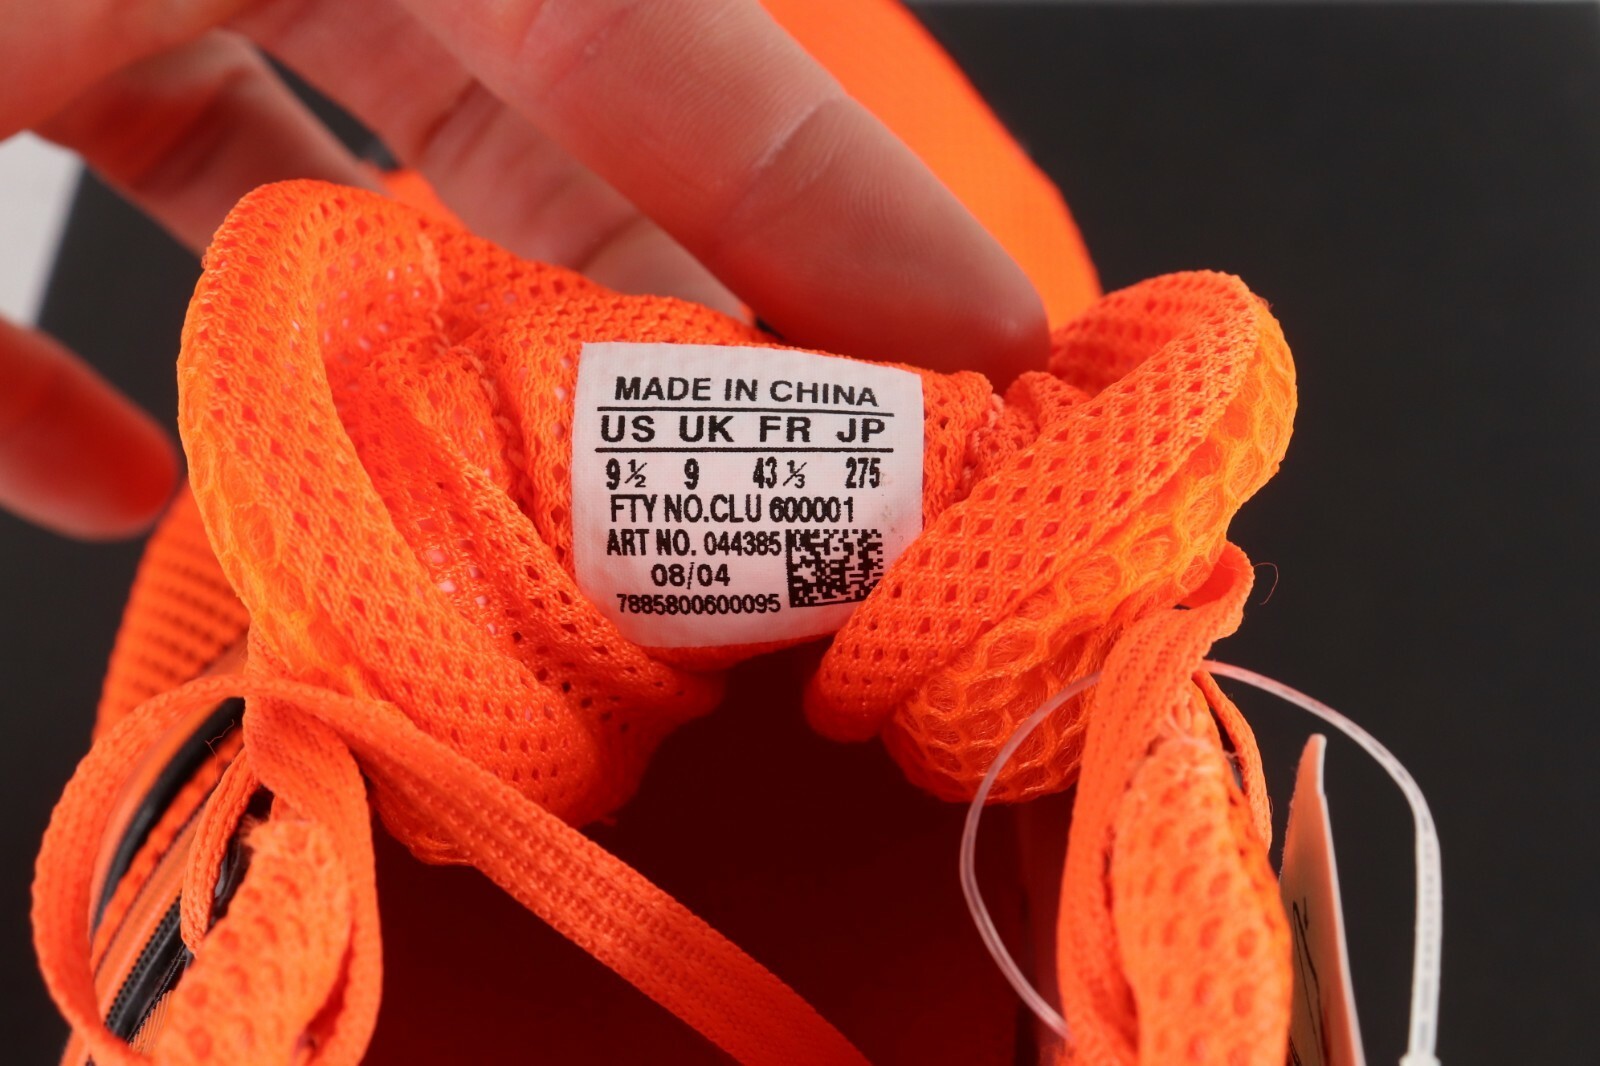 MADE IN CHINA
US UK FR JP
9½ 9 43⅓ 275
FTY NO.CLU 600001
ART NO. 044385
08/04
7885800600095